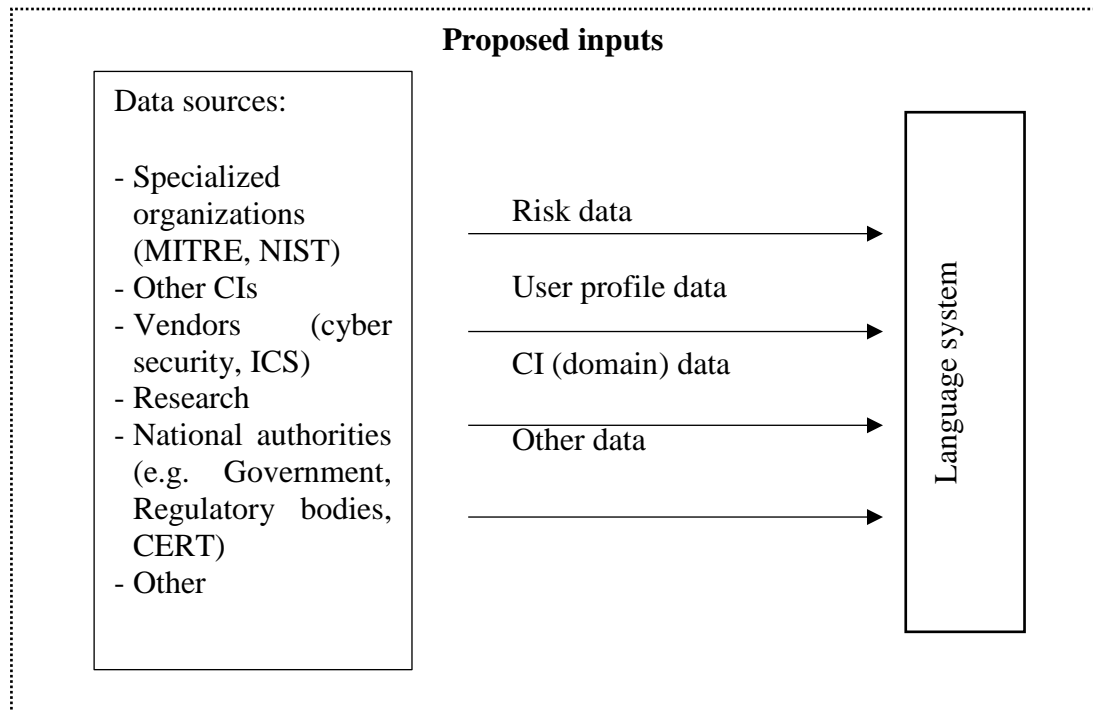 Proposed inputs
Data sources:
- Specialized
organizations
(MITRE, NIST)
- Other CIs
- Vendors (cyber
security, ICS)
- Research
- National authorities
(e.g. Government,
Regulatory bodies,
CERT)
- Other
Risk data
User profile data
CI (domain) data
Other data
Language system